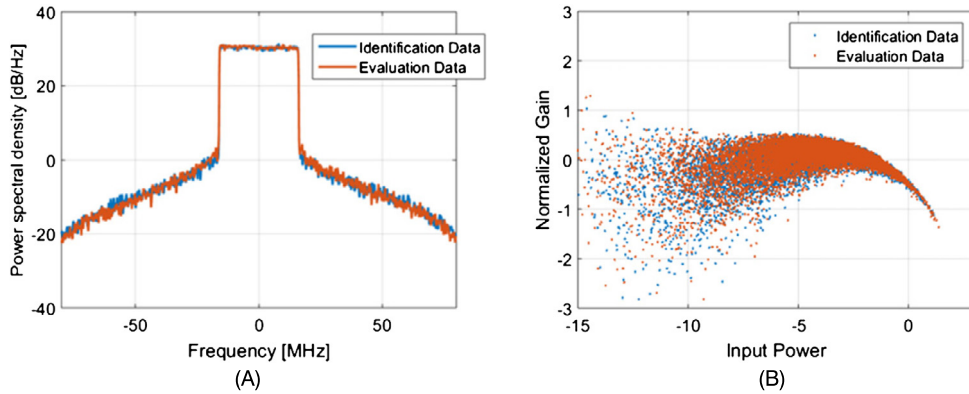 40
20
0
-20
-40
-50
0
50
Power spectral density [dB/Hz]
Frequency [MHz]
Identification Data
Evaluation Data
(A)
3
2
1
0
-1
-2
-3
-15
-10
-5
0
Normalized Gain
Input Power
Identification Data
Evaluation Data
(B)